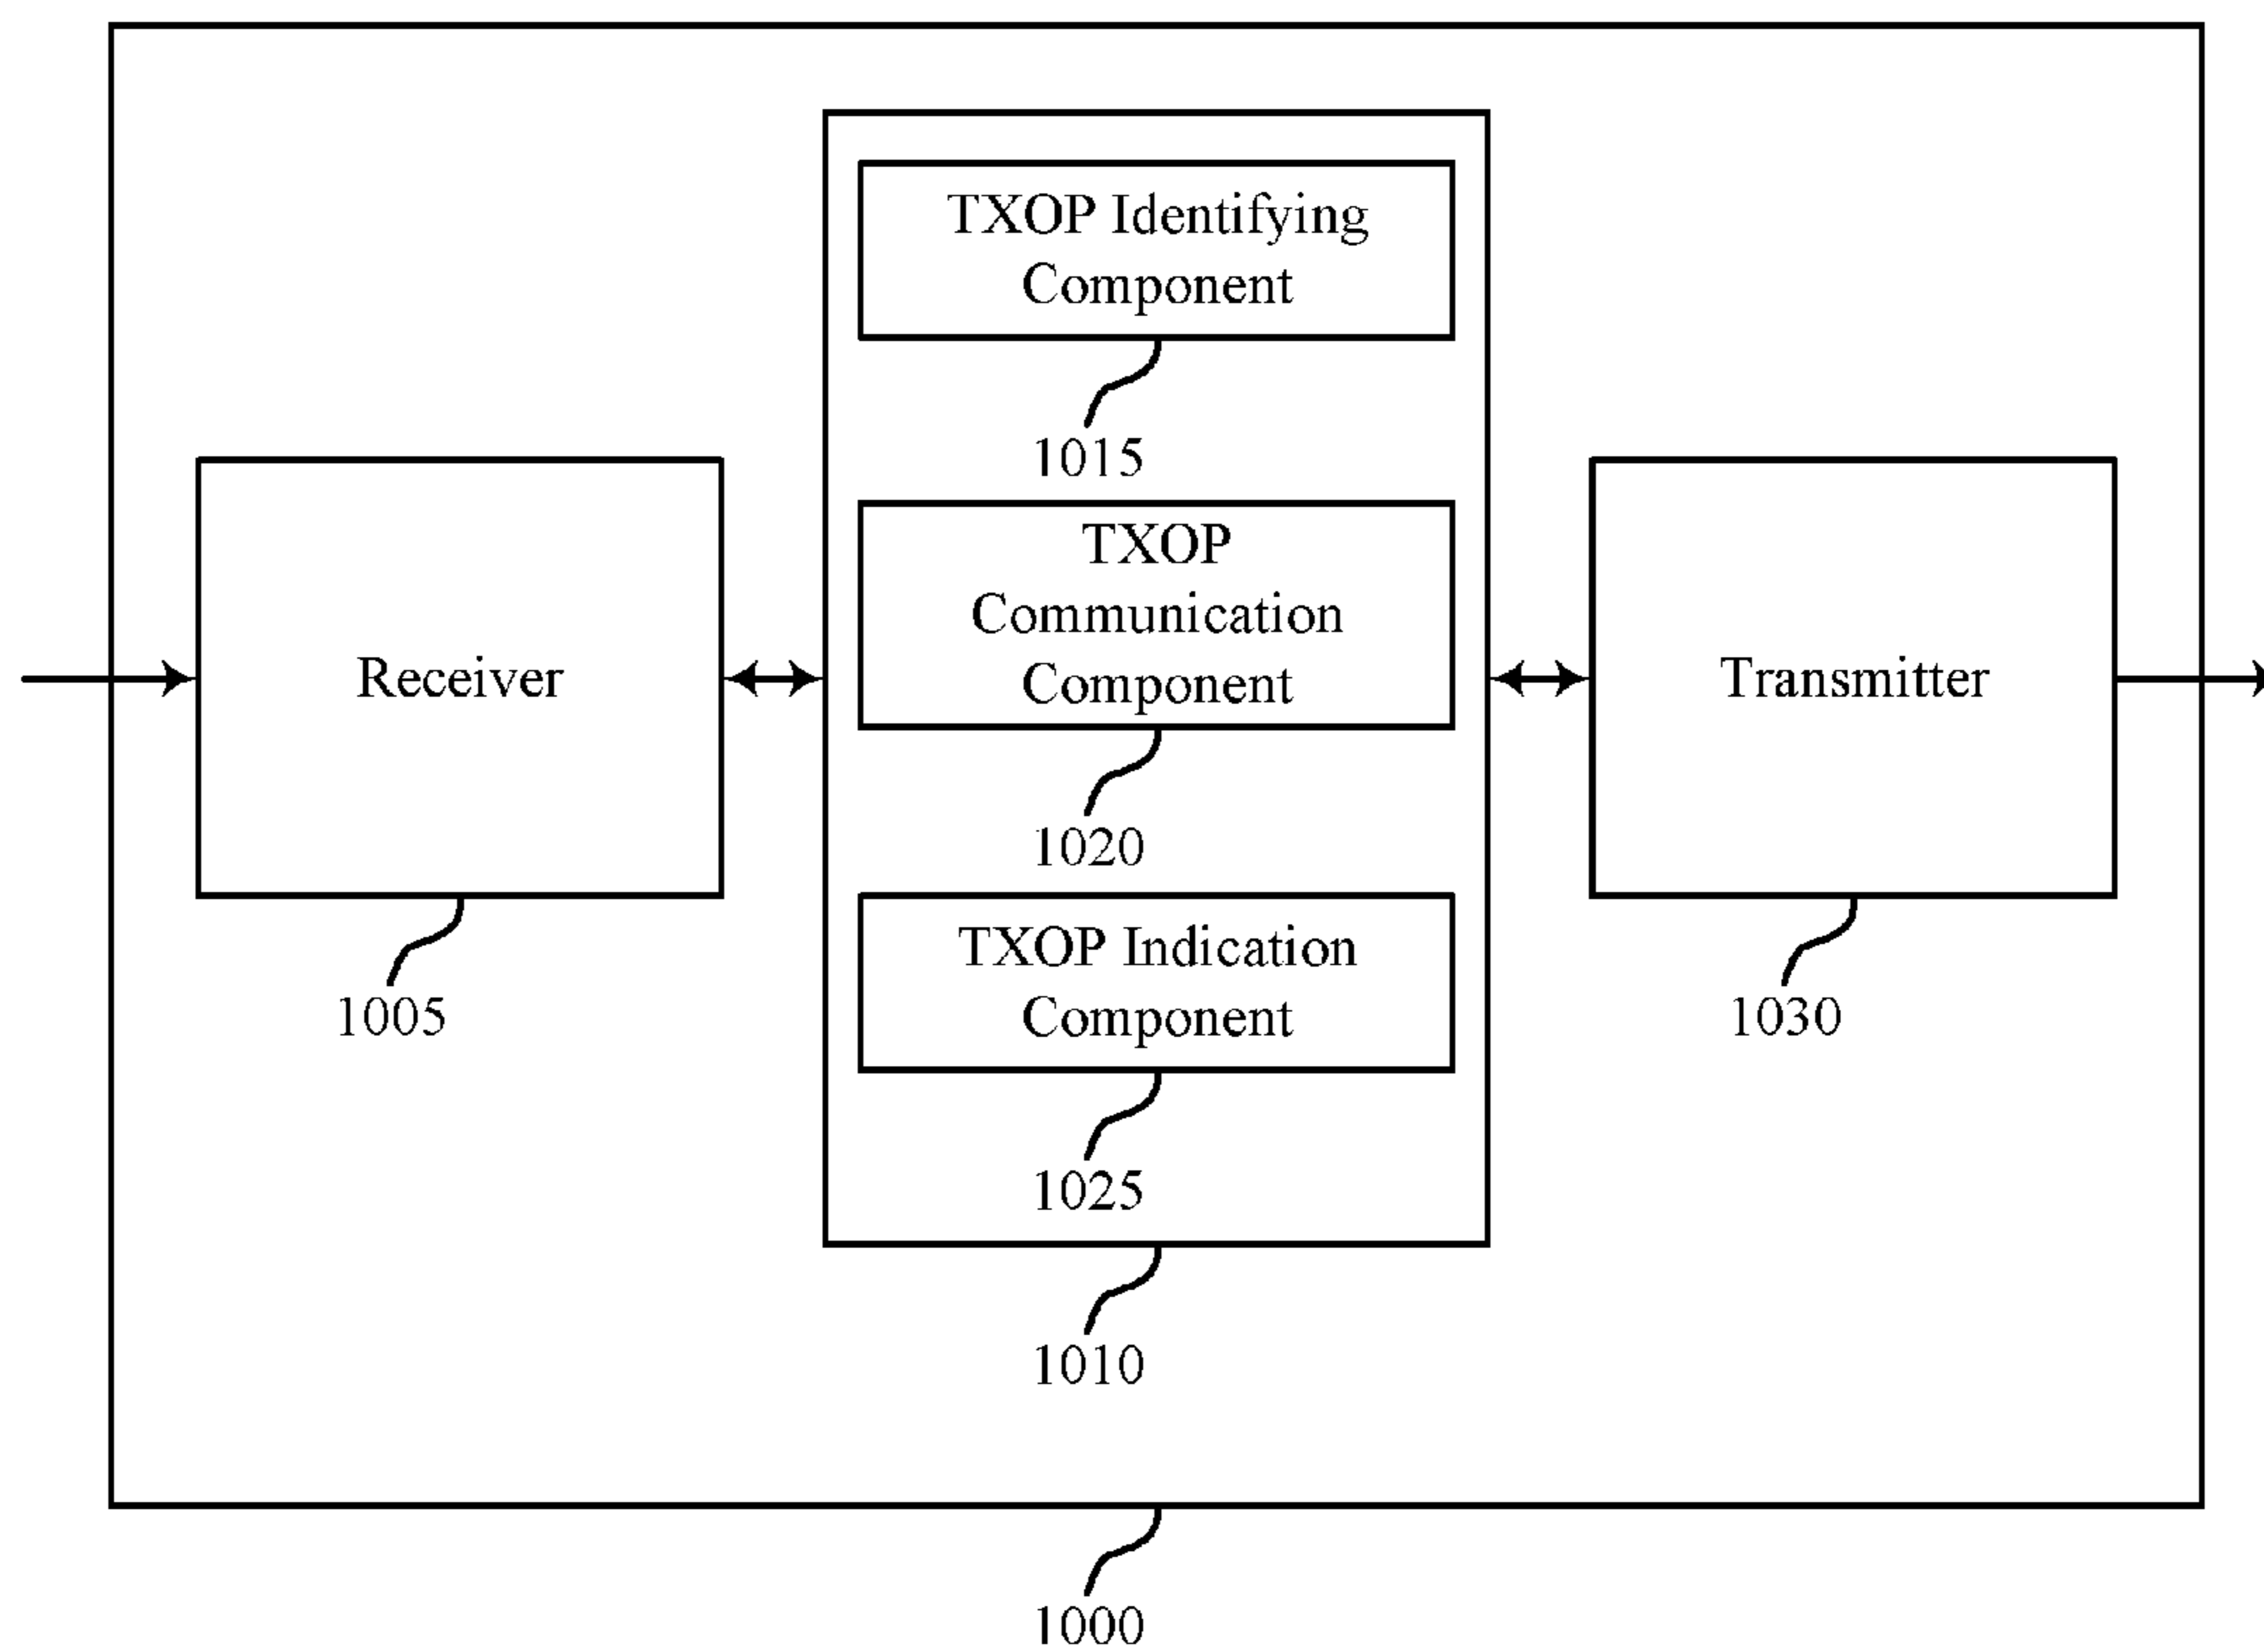 TXOP Identifying
Component
1015
TXOP
Communication
Component
1020
Receiver
1005
Transmitter
1030
TXOP Indication
Component
1025
1010
1000